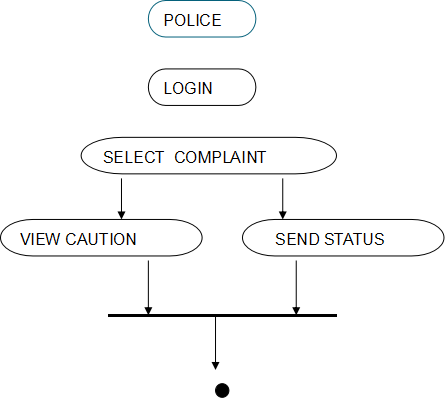 POLICE
LOGIN
SELECT COMPLAINT
VIEW CAUTION
SEND STATUS